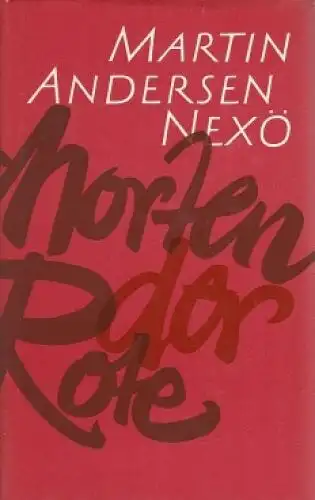 MARTIN
ANDERSEN
NEXÖ
Morten
der
Rote